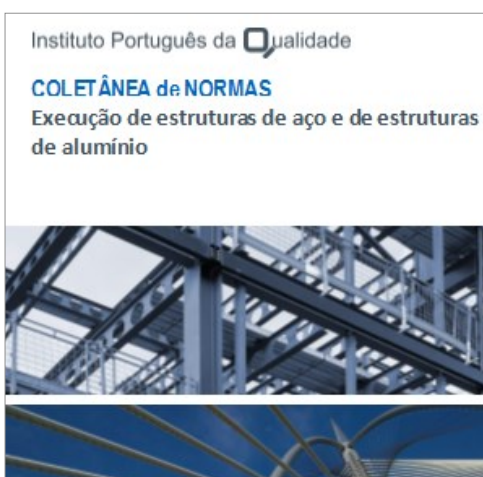 Instituto Português da Qualidade
COLETÂNEA de NORMAS
Execução de estruturas de aço e de estruturas
de alumínio